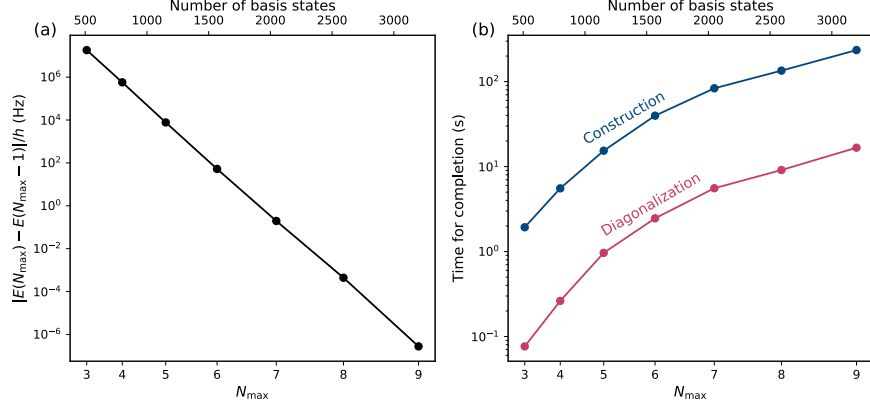 Number of basis states
500 1000 1500 2000 2500 3000
(a)
|E(N_max) − E(N_max − 1)|/h (Hz)
10^6
10^4
10^2
10^0
10^−2
10^−4
10^−6
3 4 5 6 7 8 9
N_max
Number of basis states
500 1000 1500 2000 2500 3000
(b)
Time for completion (s)
10^2
10^1
10^0
10^−1
Construction
Diagonalization
3 4 5 6 7 8 9
N_max